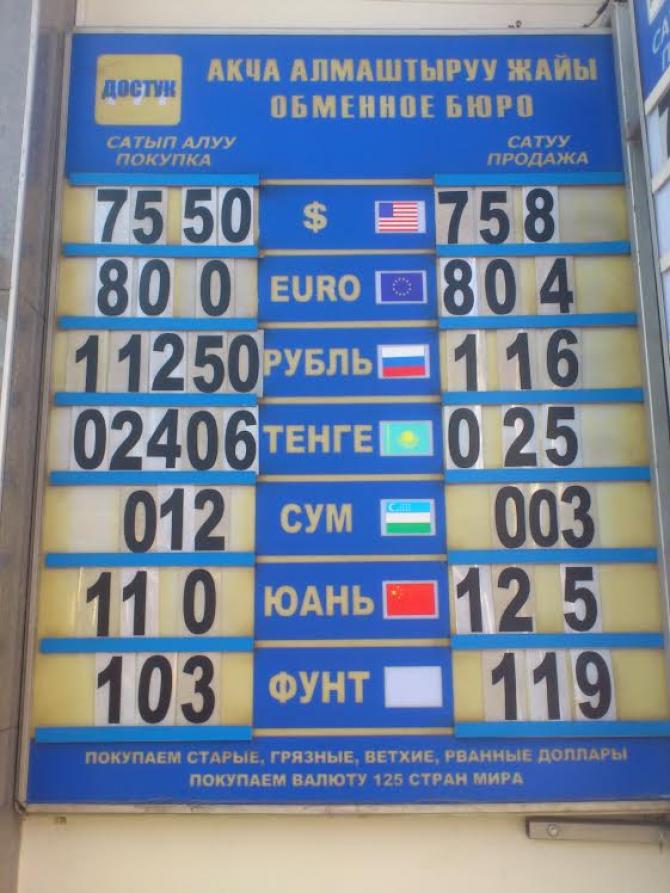 ДОСТУК
АКЧА АЛМАШТЫРУУ ЖАЙЫ
ОБМЕННОЕ БЮРО
САТЫП АЛУУ
ПОКУПКА
САТУУ
ПРОДАЖА
75 50 $ 75 8
80 0 EURO 80 4
1 1250 РУБЛЬ 1 16
02406 ТЕНГЕ 0 25
012 СУМ 003
11 0 ЮАНЬ 12 5
103 ФУНТ 119
ПОКУПАЕМ СТАРЫЕ, ГРЯЗНЫЕ, ВЕТХИЕ, РВАННЫЕ ДОЛЛАРЫ
ПОКУПАЕМ ВАЛЮТУ 125 СТРАН МИРА